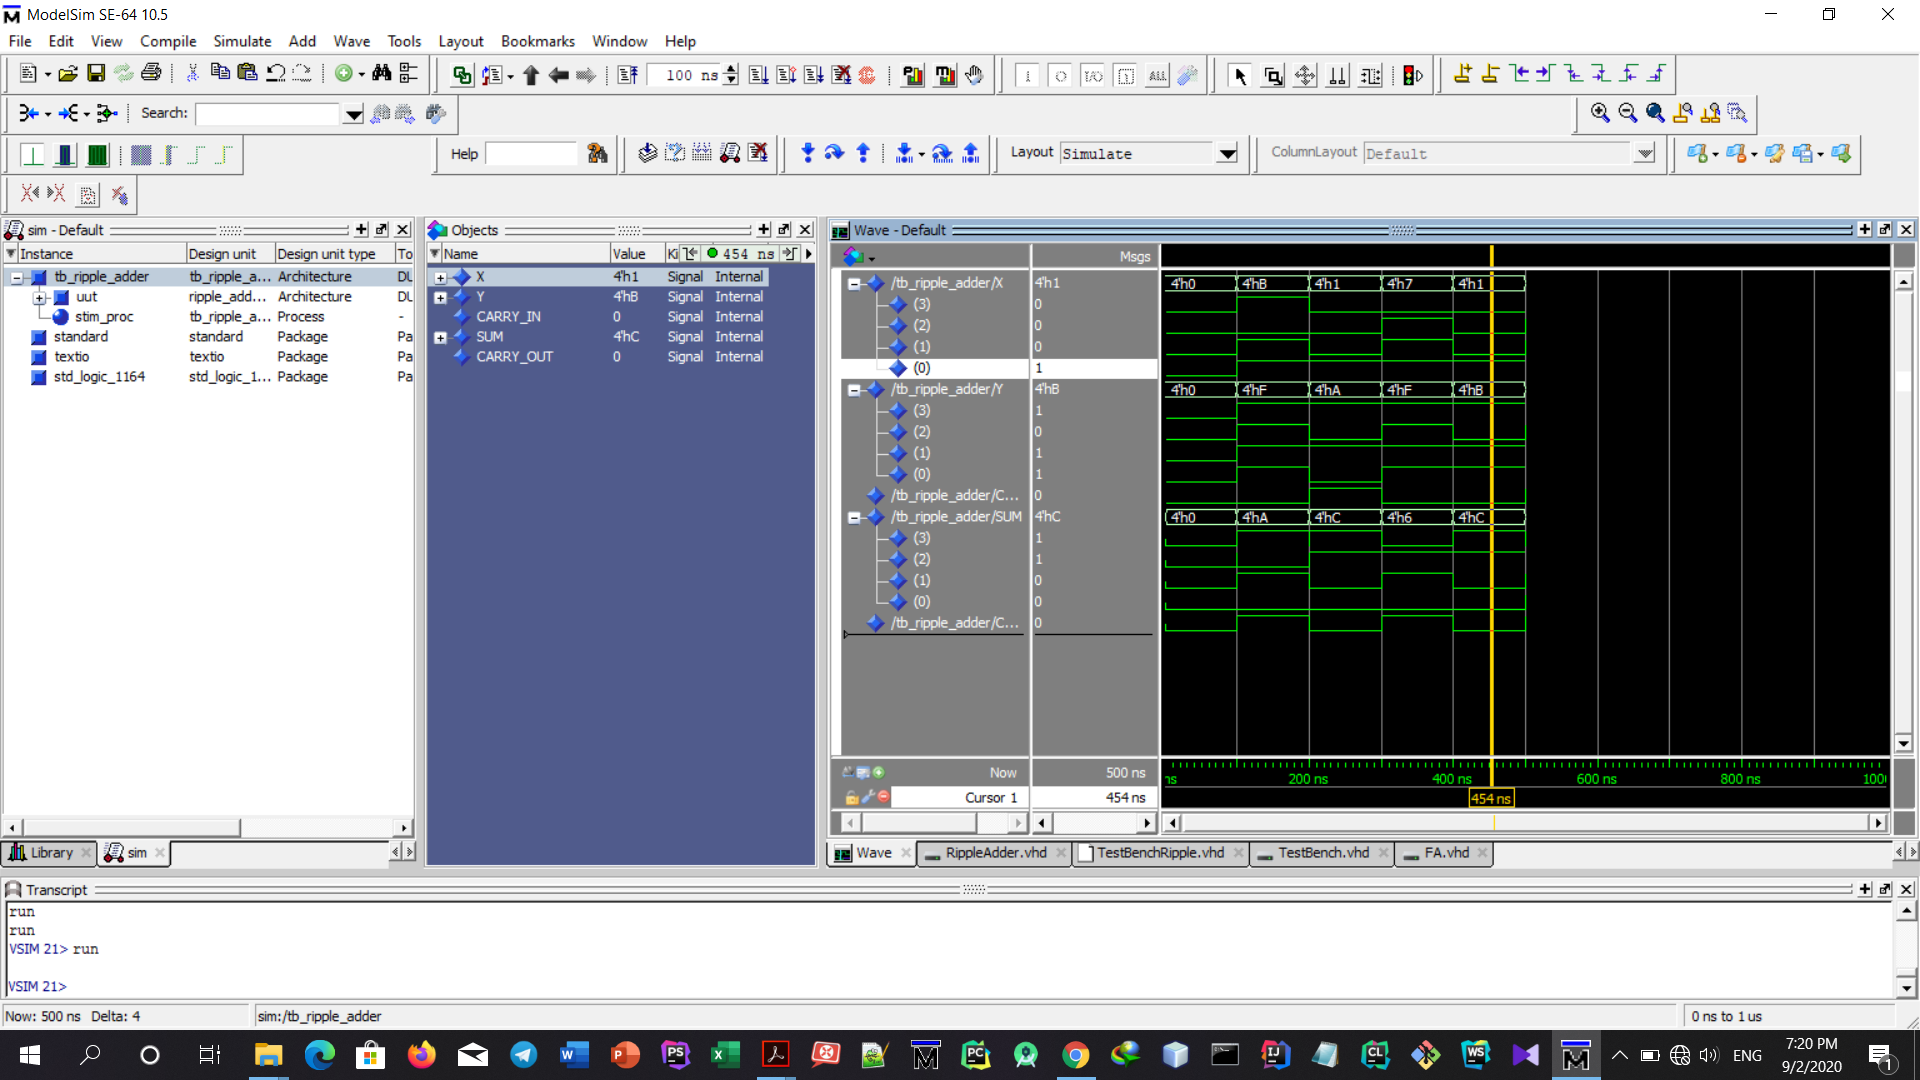 ModelSim SE-64 10.5
File Edit View Compile Simulate Add Wave Tools Layout Bookmarks Window Help
100 ns
Search:
Help
Layout Simulate
ColumnLayout Default
sim - Default
Instance Design unit Design unit type To
tb_ripple_adder tb_ripple_a... Architecture DU
uut ripple_add... Architecture DU
stim_proc tb_ripple_a... Process -
standard standard Package Pa
textio textio Package Pa
std_logic_1164 std_logic_1... Package Pa
Library sim
Objects
Name Value Ki 454 ns
X 4'h1 Signal Internal
Y 4'hB Signal Internal
CARRY_IN 0 Signal Internal
SUM 4'hC Signal Internal
CARRY_OUT 0 Signal Internal
Wave - Default
Msgs
/tb_ripple_adder/X 4'h1 4'h0 4'hB 4'h1 4'h7 4'h1
(3) 0
(2) 0
(1) 0
(0) 1
/tb_ripple_adder/Y 4'hB 4'h0 4'hF 4'hA 4'hF 4'hB
(3) 1
(2) 0
(1) 1
(0) 1
/tb_ripple_adder/C... 0
/tb_ripple_adder/SUM 4'hC 4'h0 4'hA 4'hC 4'h6 4'hC
(3) 1
(2) 1
(1) 0
(0) 0
/tb_ripple_adder/C... 0
Now 500 ns ns 200 ns 400 ns 600 ns 800 ns 1000
Cursor 1 454 ns 454 ns
Wave RippleAdder.vhd TestBenchRipple.vhd TestBench.vhd FA.vhd
Transcript
run
run
VSIM 21> run
VSIM 21>
Now: 500 ns Delta: 4 sim:/tb_ripple_adder 0 ns to 1 us
ENG 7:20 PM
9/2/2020 1